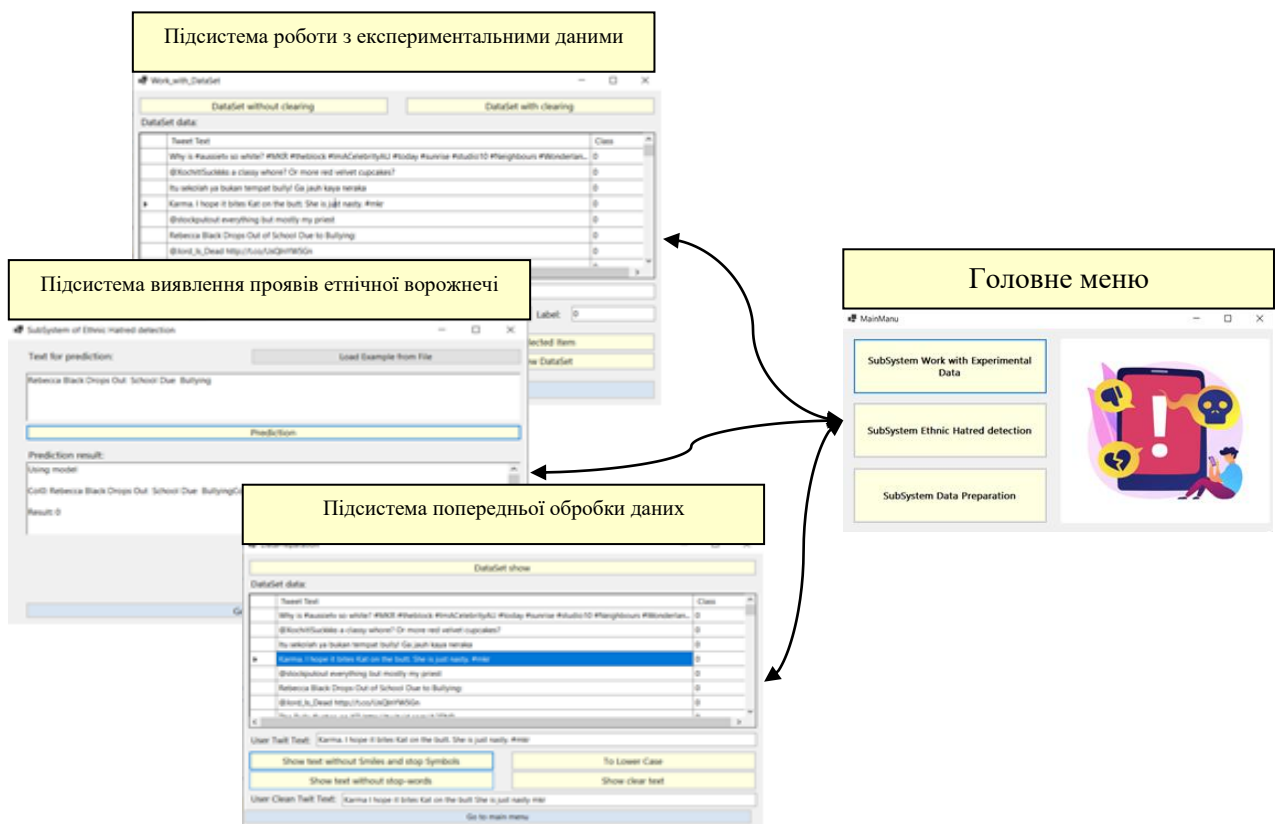 Підсистема роботи з експериментальними даними
Work_with_DataSet
DataSet without clearing
DataSet with clearing
DataSet data:
Tweet Text
Class
Why is #aussietv so white? #MKR #theblock #ImACelebrityAU #today #sunrise #studio10 #Neighbours #Wonderlan... 0
a classy whore? Or more red velvet cupcakes? 0
Itu sekolah ya bukan tempat bully! Ga jauh kaya neraka 0
Karma. I hope it bites Kat on the butt. She is just nasty. #mkr 0
@stockputout everything but mostly my priest 0
Rebecca Black Drops Out of School Due to Bullying: 0
@Jord_Is_Dead 0
Label: 0
lected Item
w DataSet
Підсистема виявлення проявів етнічної ворожнечі
SubSystem of Ethnic Hatred detection
Text for prediction:
Load Example from File
Rebecca Black Drops Out School Due Bullying
Prediction
Prediction result:
Using model
Rebecca Black Drops Out School Due
Result: 0
Підсистема попередньої обробки даних
DataSet show
DataSet data:
Tweet Text
Class
Why is #aussietv so white? #MKR #theblock #ImACelebrityAU #today #sunrise #studio10 #Neighbours #Wonderlan... 0
a classy whore? Or more red velvet cupcakes? 0
Itu sekolah ya bukan tempat bully! Ga jauh kaya neraka 0
Karma. I hope it bites Kat on the butt. She is just nasty. #mkr 0
@stockputout everything but mostly my priest 0
Rebecca Black Drops Out of School Due to Bullying: 0
@Jord_Is_Dead 0
User Twit Text: Karma. I hope it bites Kat on the butt. She is just nasty. #mkr
Show text without Smiles and stop Symbols
To Lower Case
Show text without stop-words
Show clear text
User Clean Twit Text: Karma I hope it bites Kat on the butt She is just nasty mkr
Go to main menu
Головне меню
MainManu
SubSystem Work with Experimental
Data
SubSystem Ethnic Hatred detection
SubSystem Data Preparation